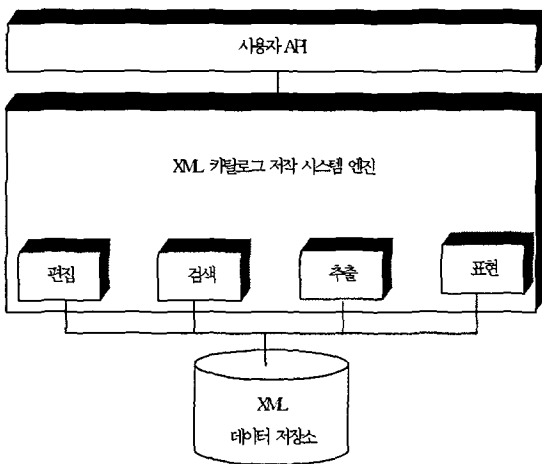 사용자 API
XML 카탈로그 저작 시스템 엔진
편집
검색
추출
표현
XML
데이터 저장소